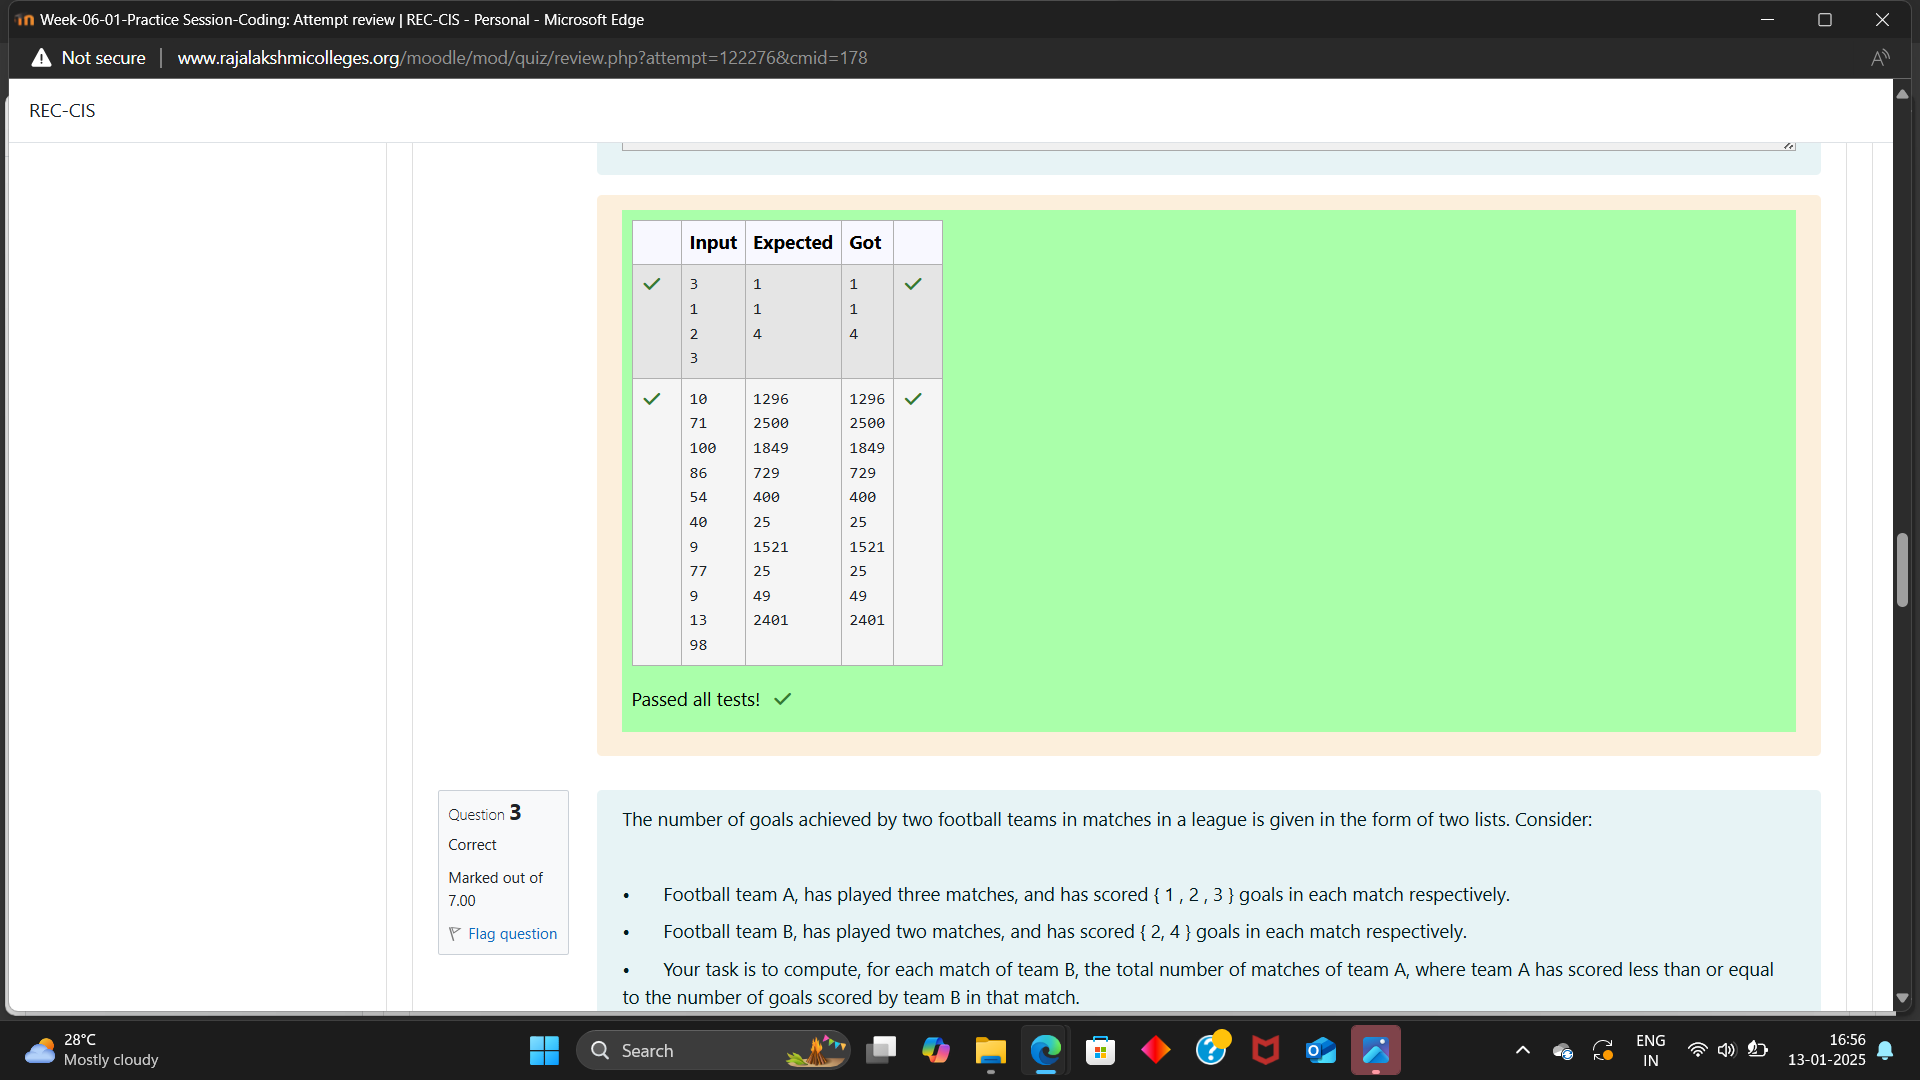 Week-06-01-Practice Session-Coding: Attempt review | REC-CIS - Personal - Microsoft Edge
Not secure | www.rajalakshmicolleges.org/moodle/mod/quiz/review.php?attempt=122276&cmid=178
REC-CIS
Input Expected Got
3 1 1
1 1 1
2 4 4
3
10 1296 1296
71 2500 2500
100 1849 1849
86 729 729
54 400 400
40 25 25
9 1521 1521
77 25 25
9 49 49
13 2401 2401
98
Passed all tests!
Question 3
Correct
Marked out of
7.00
Flag question
The number of goals achieved by two football teams in matches in a league is given in the form of two lists. Consider:
• Football team A, has played three matches, and has scored { 1 , 2 , 3 } goals in each match respectively.
• Football team B, has played two matches, and has scored { 2, 4 } goals in each match respectively.
• Your task is to compute, for each match of team B, the total number of matches of team A, where team A has scored less than or equal
to the number of goals scored by team B in that match.
28°C
Mostly cloudy
Search
ENG
IN
16:56
13-01-2025